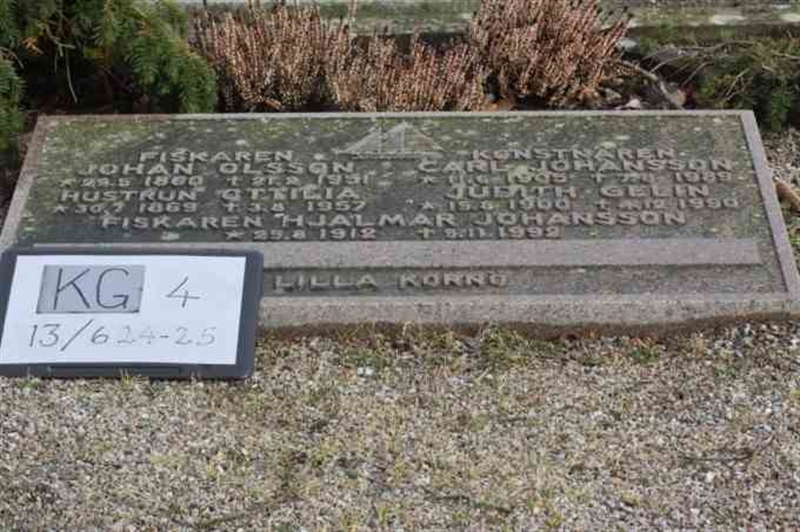 FISKAREN
JOHAN OLSSON
HUSTRUN OTTILIA
KONSTNÄREN
CARL JOHANSSON
JUDITH GELIN
FISKAREN HJALMAR JOHANSSON
*25.8 1912 +9.11 1992
LILLA KORNÖ
KG 4
13/624-25